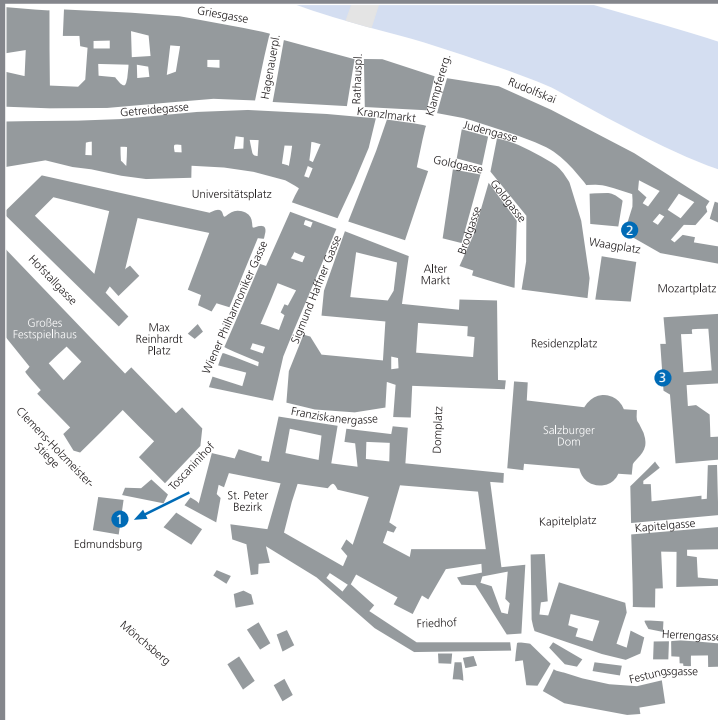 Griesgasse
Hagenauerpl.
Rathauspl.
Klampfererg.
Rudolfskai
Getreidegasse
Kranzlmarkt
Judengasse
Goldgasse
Goldgasse
Brodgasse
Universitätsplatz
2
Waagplatz
Mozartplatz
Hofstallgasse
Wiener Philharmoniker Gasse
Sigmund Haffner Gasse
Alter
Markt
Großes
Festspielhaus
Max
Reinhardt
Platz
Residenzplatz
3
Franziskanergasse
Domplatz
Salzburger
Dom
Clemens-Holzmeister-
Stiege
Toscaninihof
St. Peter
Bezirk
1
Edmundsburg
Kapitelplatz
Kapitelgasse
Mönchsberg
Friedhof
Herrengasse
Festungsgasse